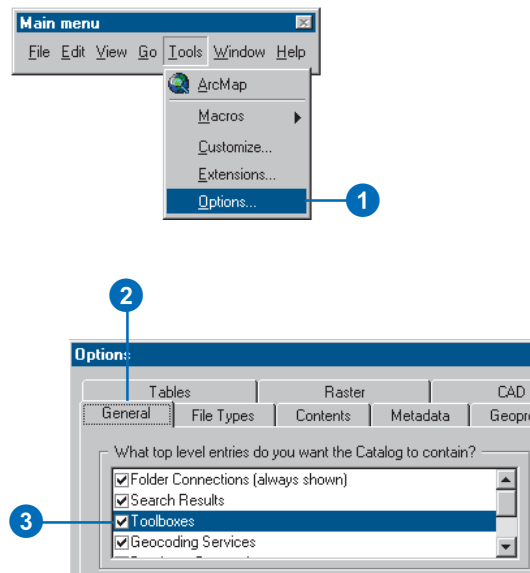 Main menu
File Edit View Go Tools Window Help
ArcMap
Macros
Customize...
Extensions...
Options...
1
2
Options
Tables Raster CAD
General File Types Contents Metadata Geopr
What top level entries do you want the Catalog to contain?
Folder Connections (always shown)
Search Results
3
Toolboxes
Geocoding Services